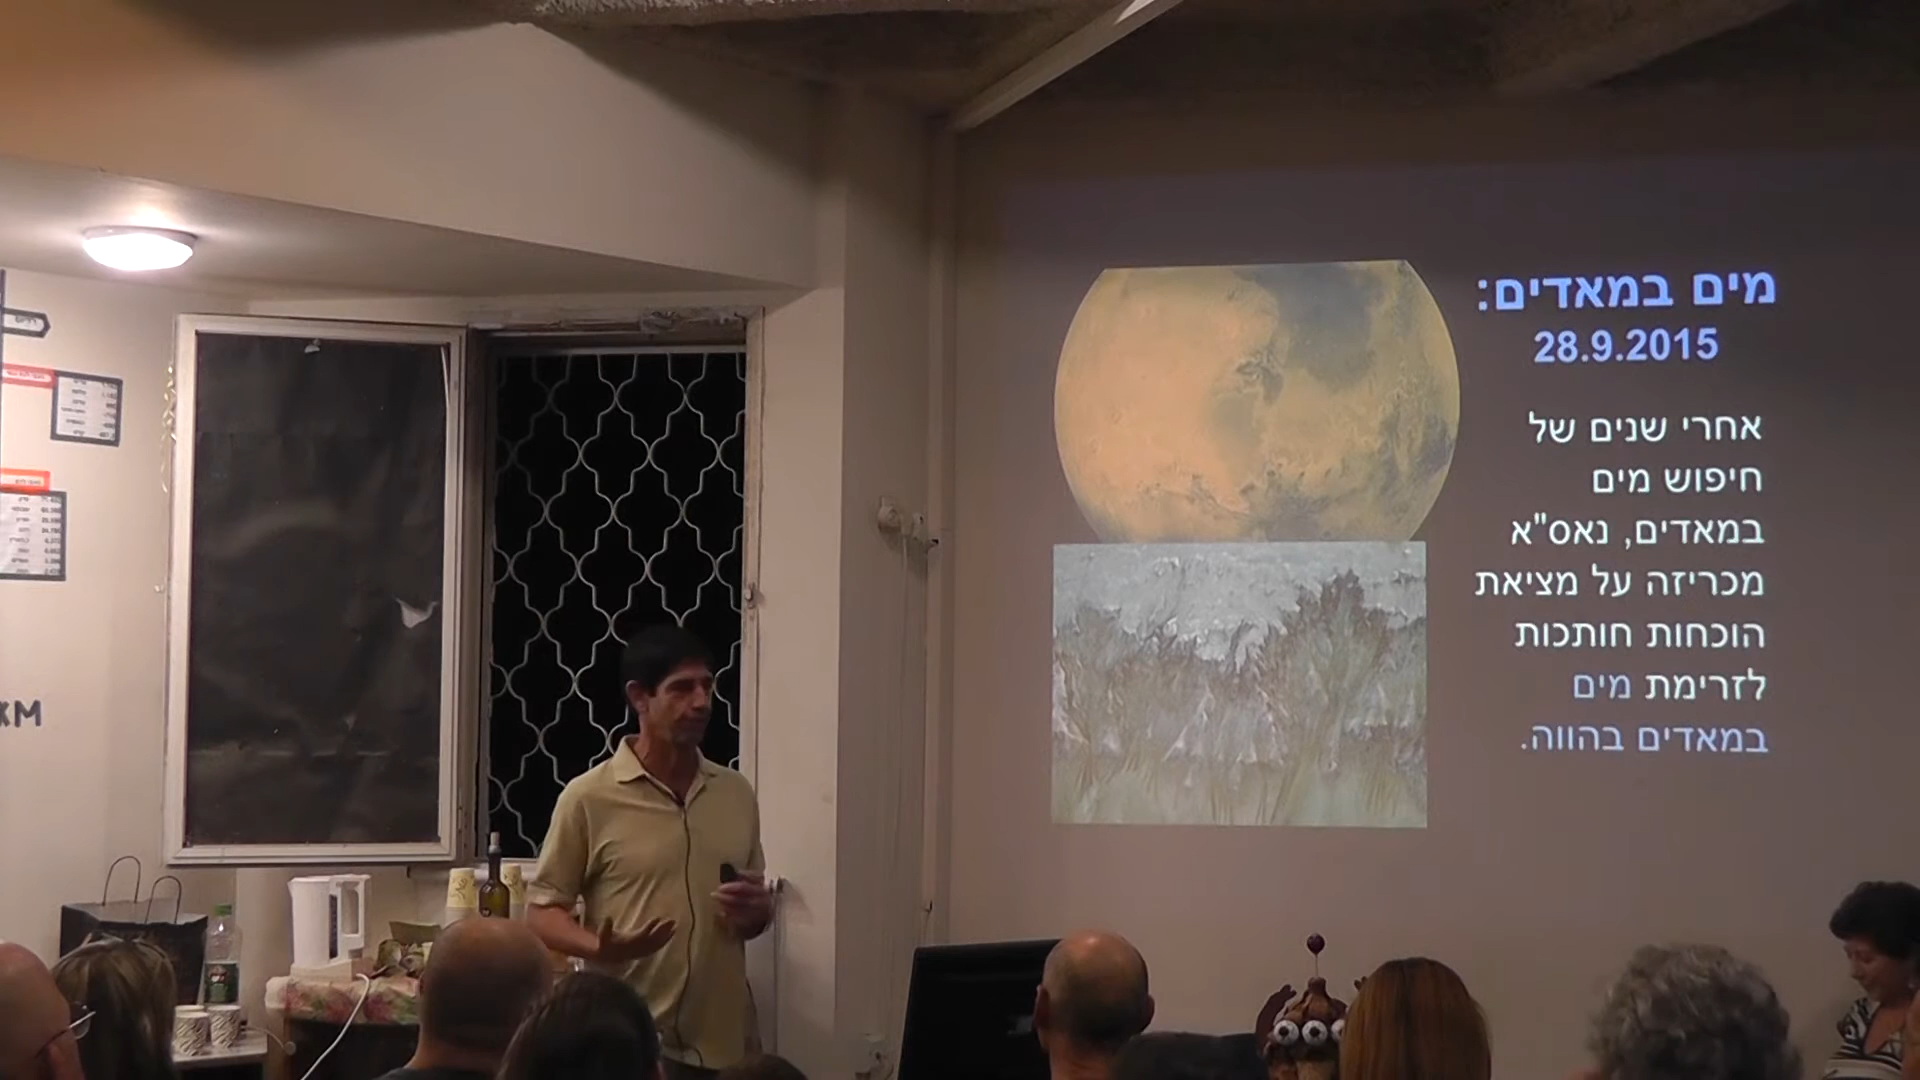 מים במאדים:
28.9.2015
אחרי שנים של
חיפוש מים
במאדים, נאס"א
מכריזה על מציאת
הוכחות חותכות
לזרימת מים
במאדים בהווה.